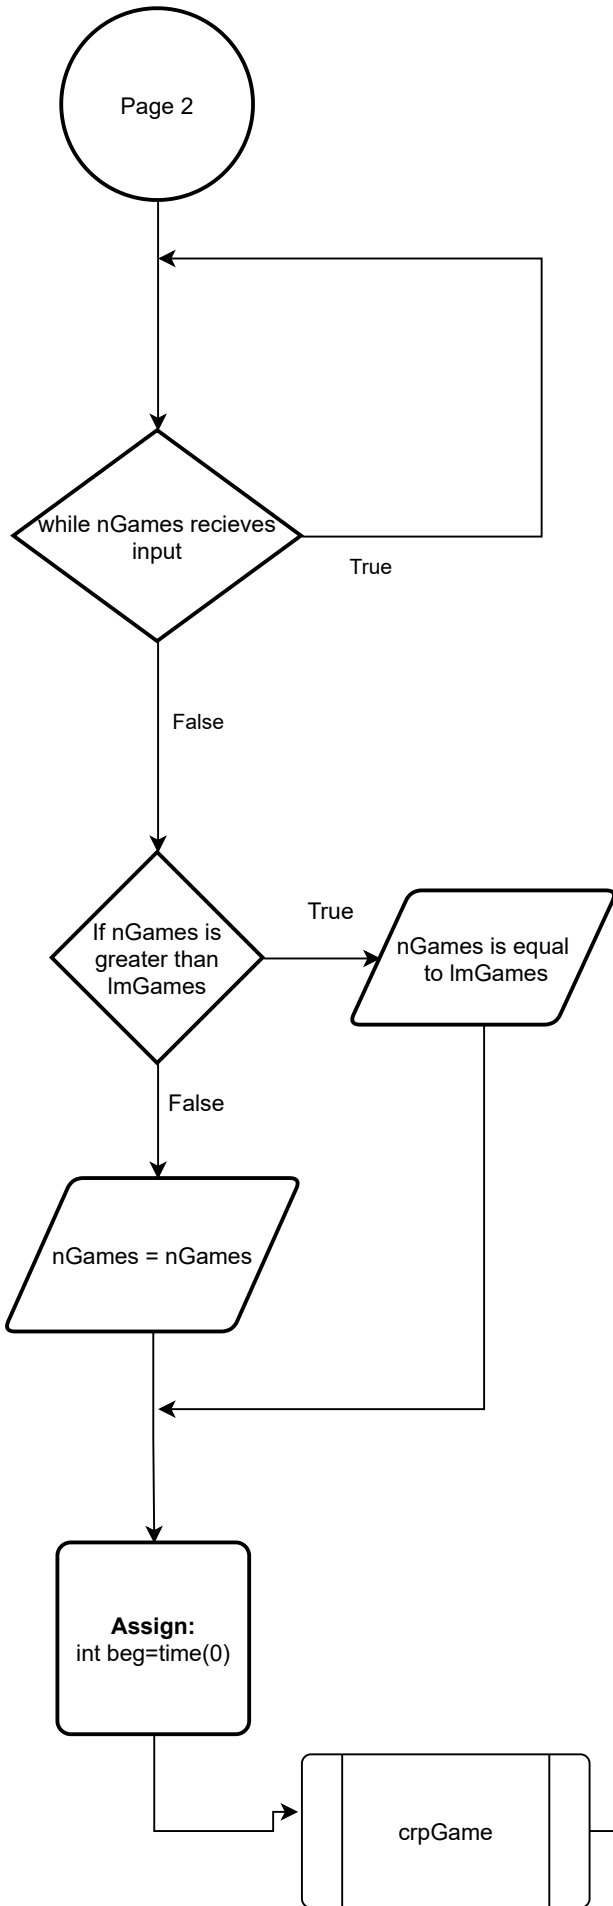 Page 2
while nGames recieves
input
True
False
If nGames is
greater than
lmGames
True
nGames is equal
to lmGames
False
nGames = nGames
Assign:
int beg=time(0)
crpGame